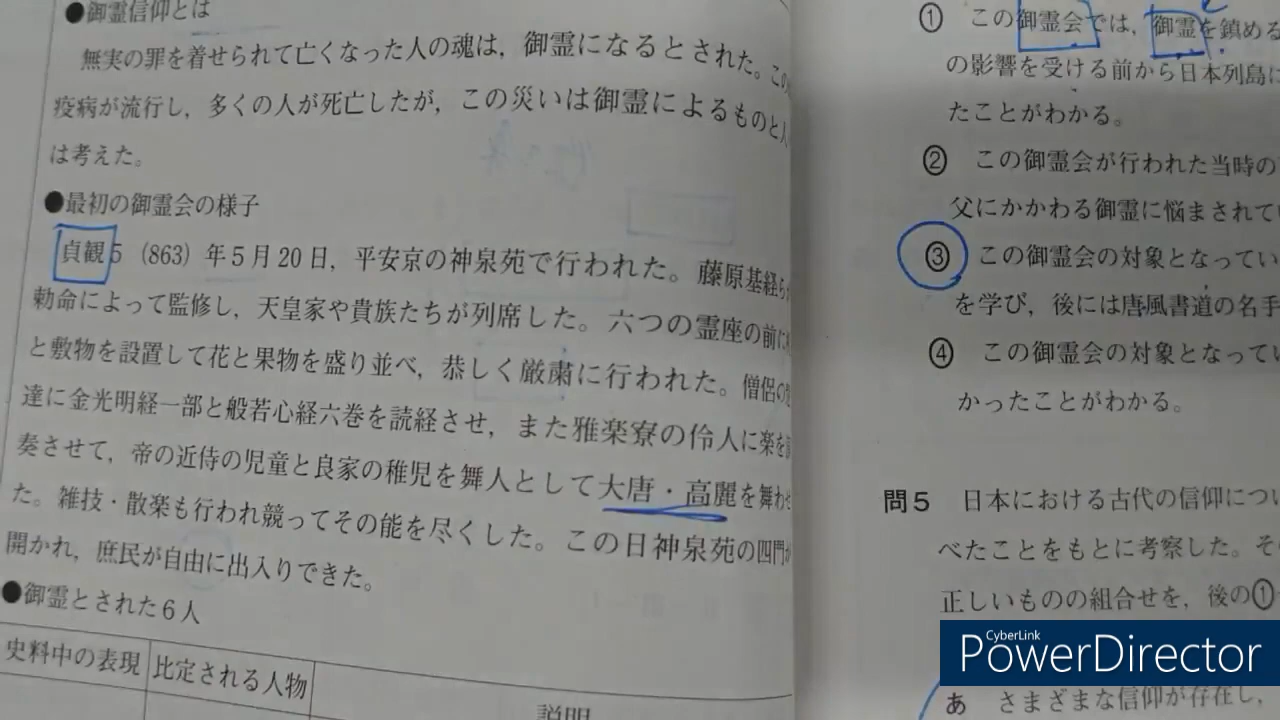 ●御霊信仰とは
無実の罪を着せられて亡くなった人の魂は，御霊になるとされた。この
疫病が流行し，多くの人が死亡したが，この災いは御霊によるものと人
は考えた。
●最初の御霊会の様子
貞観5（863）年5月20日，平安京の神泉苑で行われた。藤原基経ら
勅命によって監修し，天皇家や貴族たちが列席した。六つの霊座の前に
と敷物を設置して花と果物を盛り並べ，恭しく厳粛に行われた。僧侶の
達に金光明経一部と般若心経六巻を読経させ，また雅楽寮の伶人に楽を
奏させて，帝の近侍の児童と良家の稚児を舞人として大唐・高麗を舞わせ
た。雑技・散楽も行われ競ってその能を尽くした。この日神泉苑の四門が
開かれ，庶民が自由に出入りできた。
●御霊とされた6人
史料中の表現 比定される人物 説明
① この御霊会では，御霊を鎮める
の影響を受ける前から日本列島に
たことがわかる。
② この御霊会が行われた当時の
父にかかわる御霊に悩まされてい
③ この御霊会の対象となってい
を学び，後には唐風書道の名手
④ この御霊会の対象となってい
かったことがわかる。
問5 日本における古代の信仰につい
べたことをもとに考察した。そ
正しいものの組合せを，後の①
あ さまざまな信仰が存在し，
CyberLink
PowerDirector